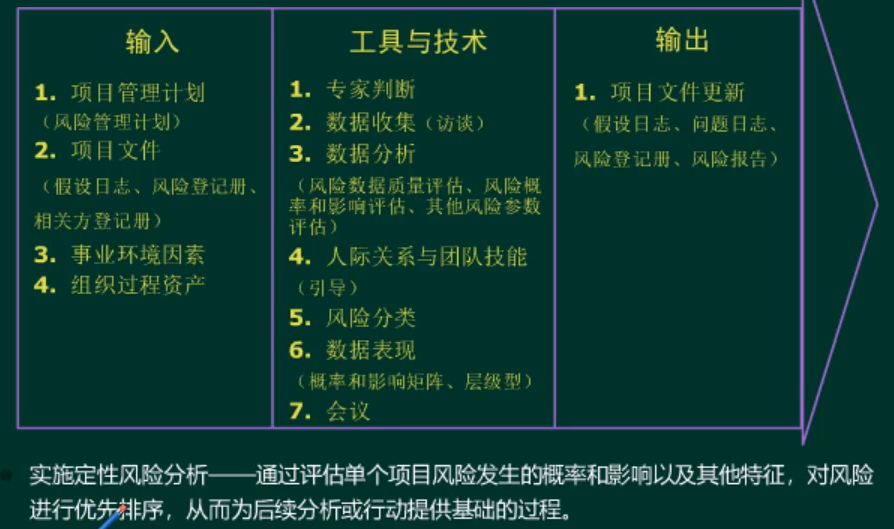 输入
1. 项目管理计划
（风险管理计划）
2. 项目文件
（假设日志、风险登记册、
相关方登记册）
3. 事业环境因素
4. 组织过程资产
工具与技术
1. 专家判断
2. 数据收集（访谈）
3. 数据分析
（风险数据质量评估、风险概
率和影响评估、其他风险参数
评估）
4. 人际关系与团队技能
（引导）
5. 风险分类
6. 数据表现
（概率和影响矩阵、层级型）
7. 会议
输出
1. 项目文件更新
（假设日志、问题日志、
风险登记册、风险报告）
实施定性风险分析——通过评估单个项目风险发生的概率和影响以及其他特征，对风险
进行优先排序，从而为后续分析或行动提供基础的过程。